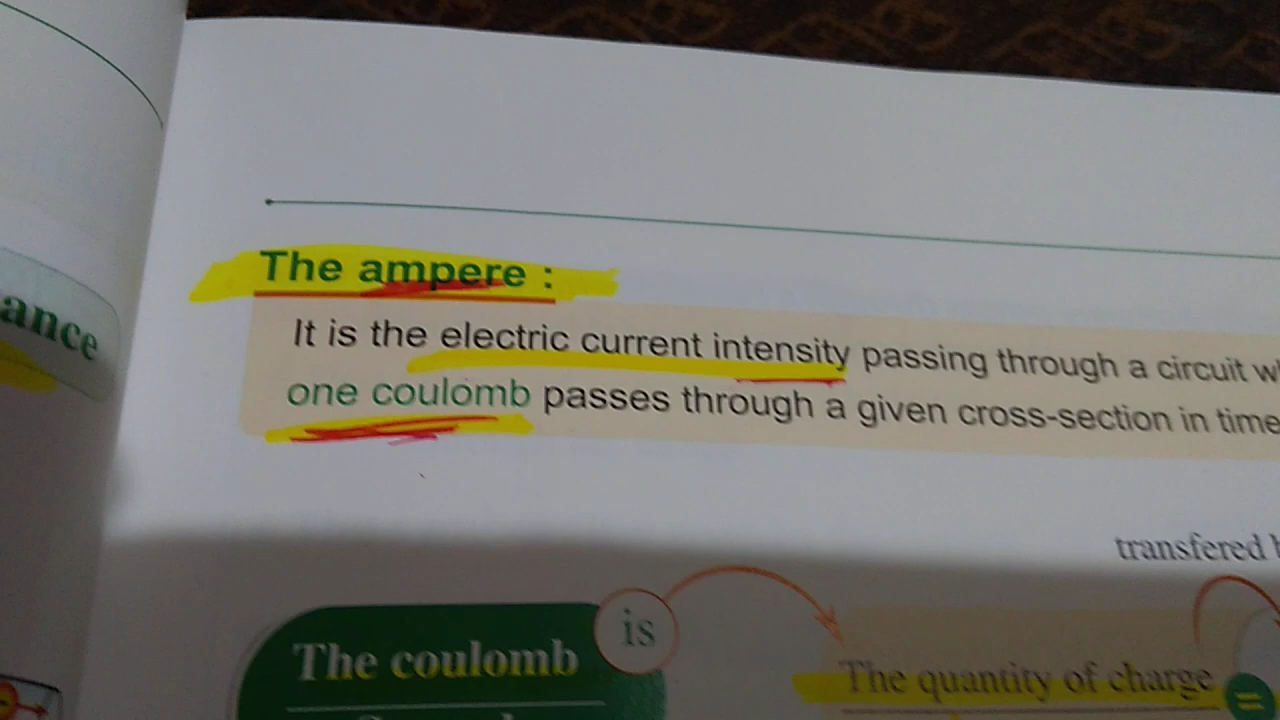 The ampere :
It is the electric current intensity passing through a circuit
one coulomb passes through a given cross-section in time
transfered
ance
is
The coulomb
The quantity of charge
=